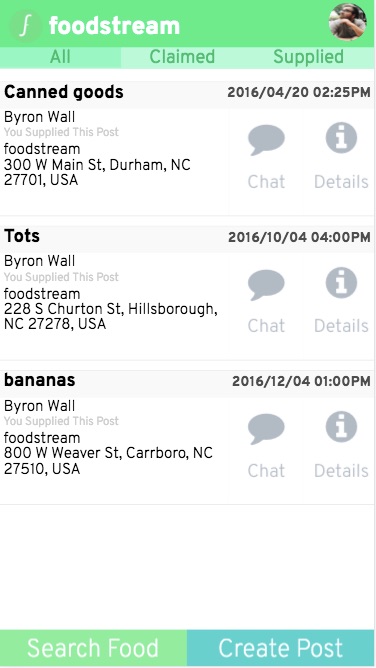 f foodstream
All Claimed Supplied
Canned goods 2016/04/20 02:25PM
Byron Wall
You Supplied This Post
foodstream
300 W Main St, Durham, NC
27701, USA
Chat Details
Tots 2016/10/04 04:00PM
Byron Wall
You Supplied This Post
foodstream
228 S Churton St, Hillsborough,
NC 27278, USA
Chat Details
bananas 2016/12/04 01:00PM
Byron Wall
You Supplied This Post
foodstream
800 W Weaver St, Carrboro, NC
27510, USA
Chat Details
Search Food Create Post